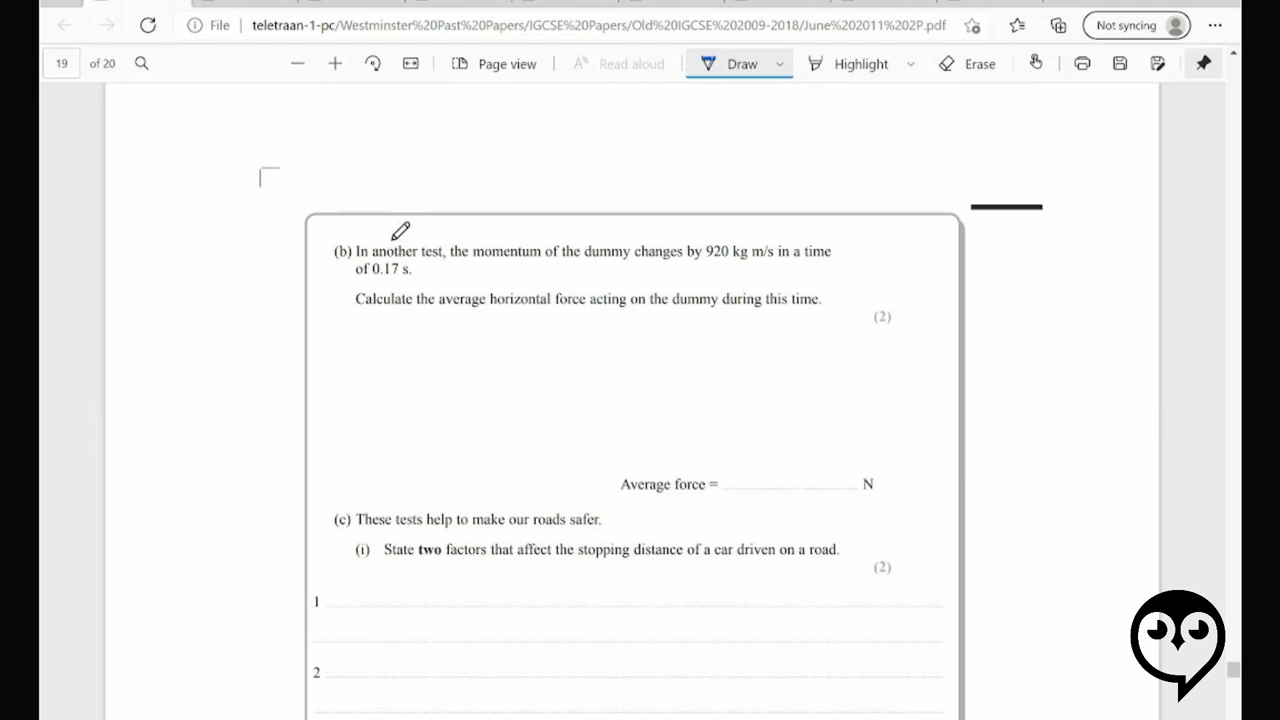 File teletraan-1-pc/Westminster%20Past%20Papers/IGCSE%20Papers/Old%20IGCSE%202009-2018/June%202011%202P.pdf Not syncing
19 of 20 Page view Read aloud Draw Highlight Erase
(b) In another test, the momentum of the dummy changes by 920 kg m/s in a time
of 0.17 s.
Calculate the average horizontal force acting on the dummy during this time.
(2)
Average force = N
(c) These tests help to make our roads safer.
(i) State two factors that affect the stopping distance of a car driven on a road.
(2)
1
2